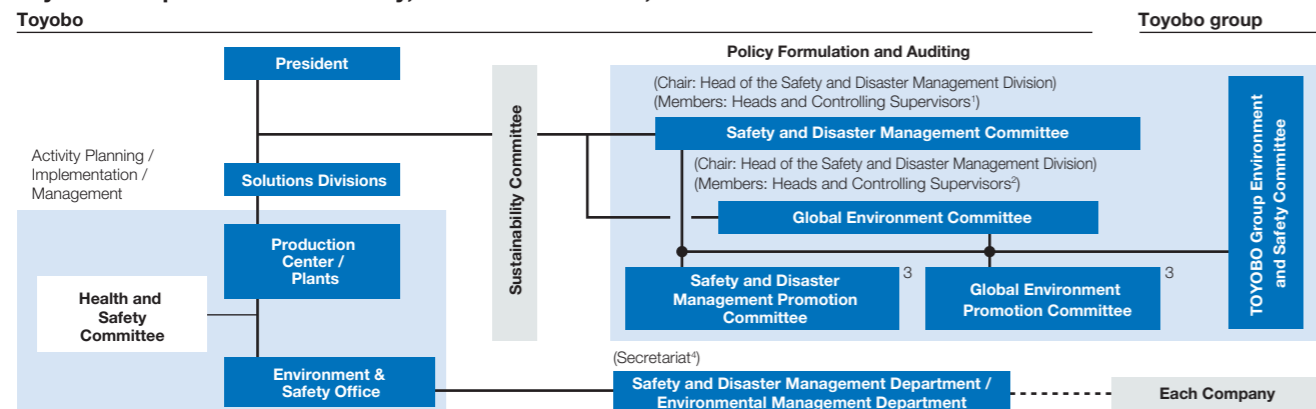 Toyobo
Toyobo group
President
Activity Planning /
Implementation /
Management
Solutions Divisions
Production
Center /
Plants
Health and
Safety
Committee
Environment &
Safety Office
Sustainability Committee
Policy Formulation and Auditing
(Chair: Head of the Safety and Disaster Management Division)
(Members: Heads and Controlling Supervisors¹)
Safety and Disaster Management Committee
(Chair: Head of the Safety and Disaster Management Division)
(Members: Heads and Controlling Supervisors²)
Global Environment Committee
Safety and Disaster
Management Promotion
Committee
3
Global Environment
Promotion Committee
3
TOYOBO Group Environment
and Safety Committee
(Secretariat⁴)
Safety and Disaster Management Department /
Environmental Management Department
Each Company